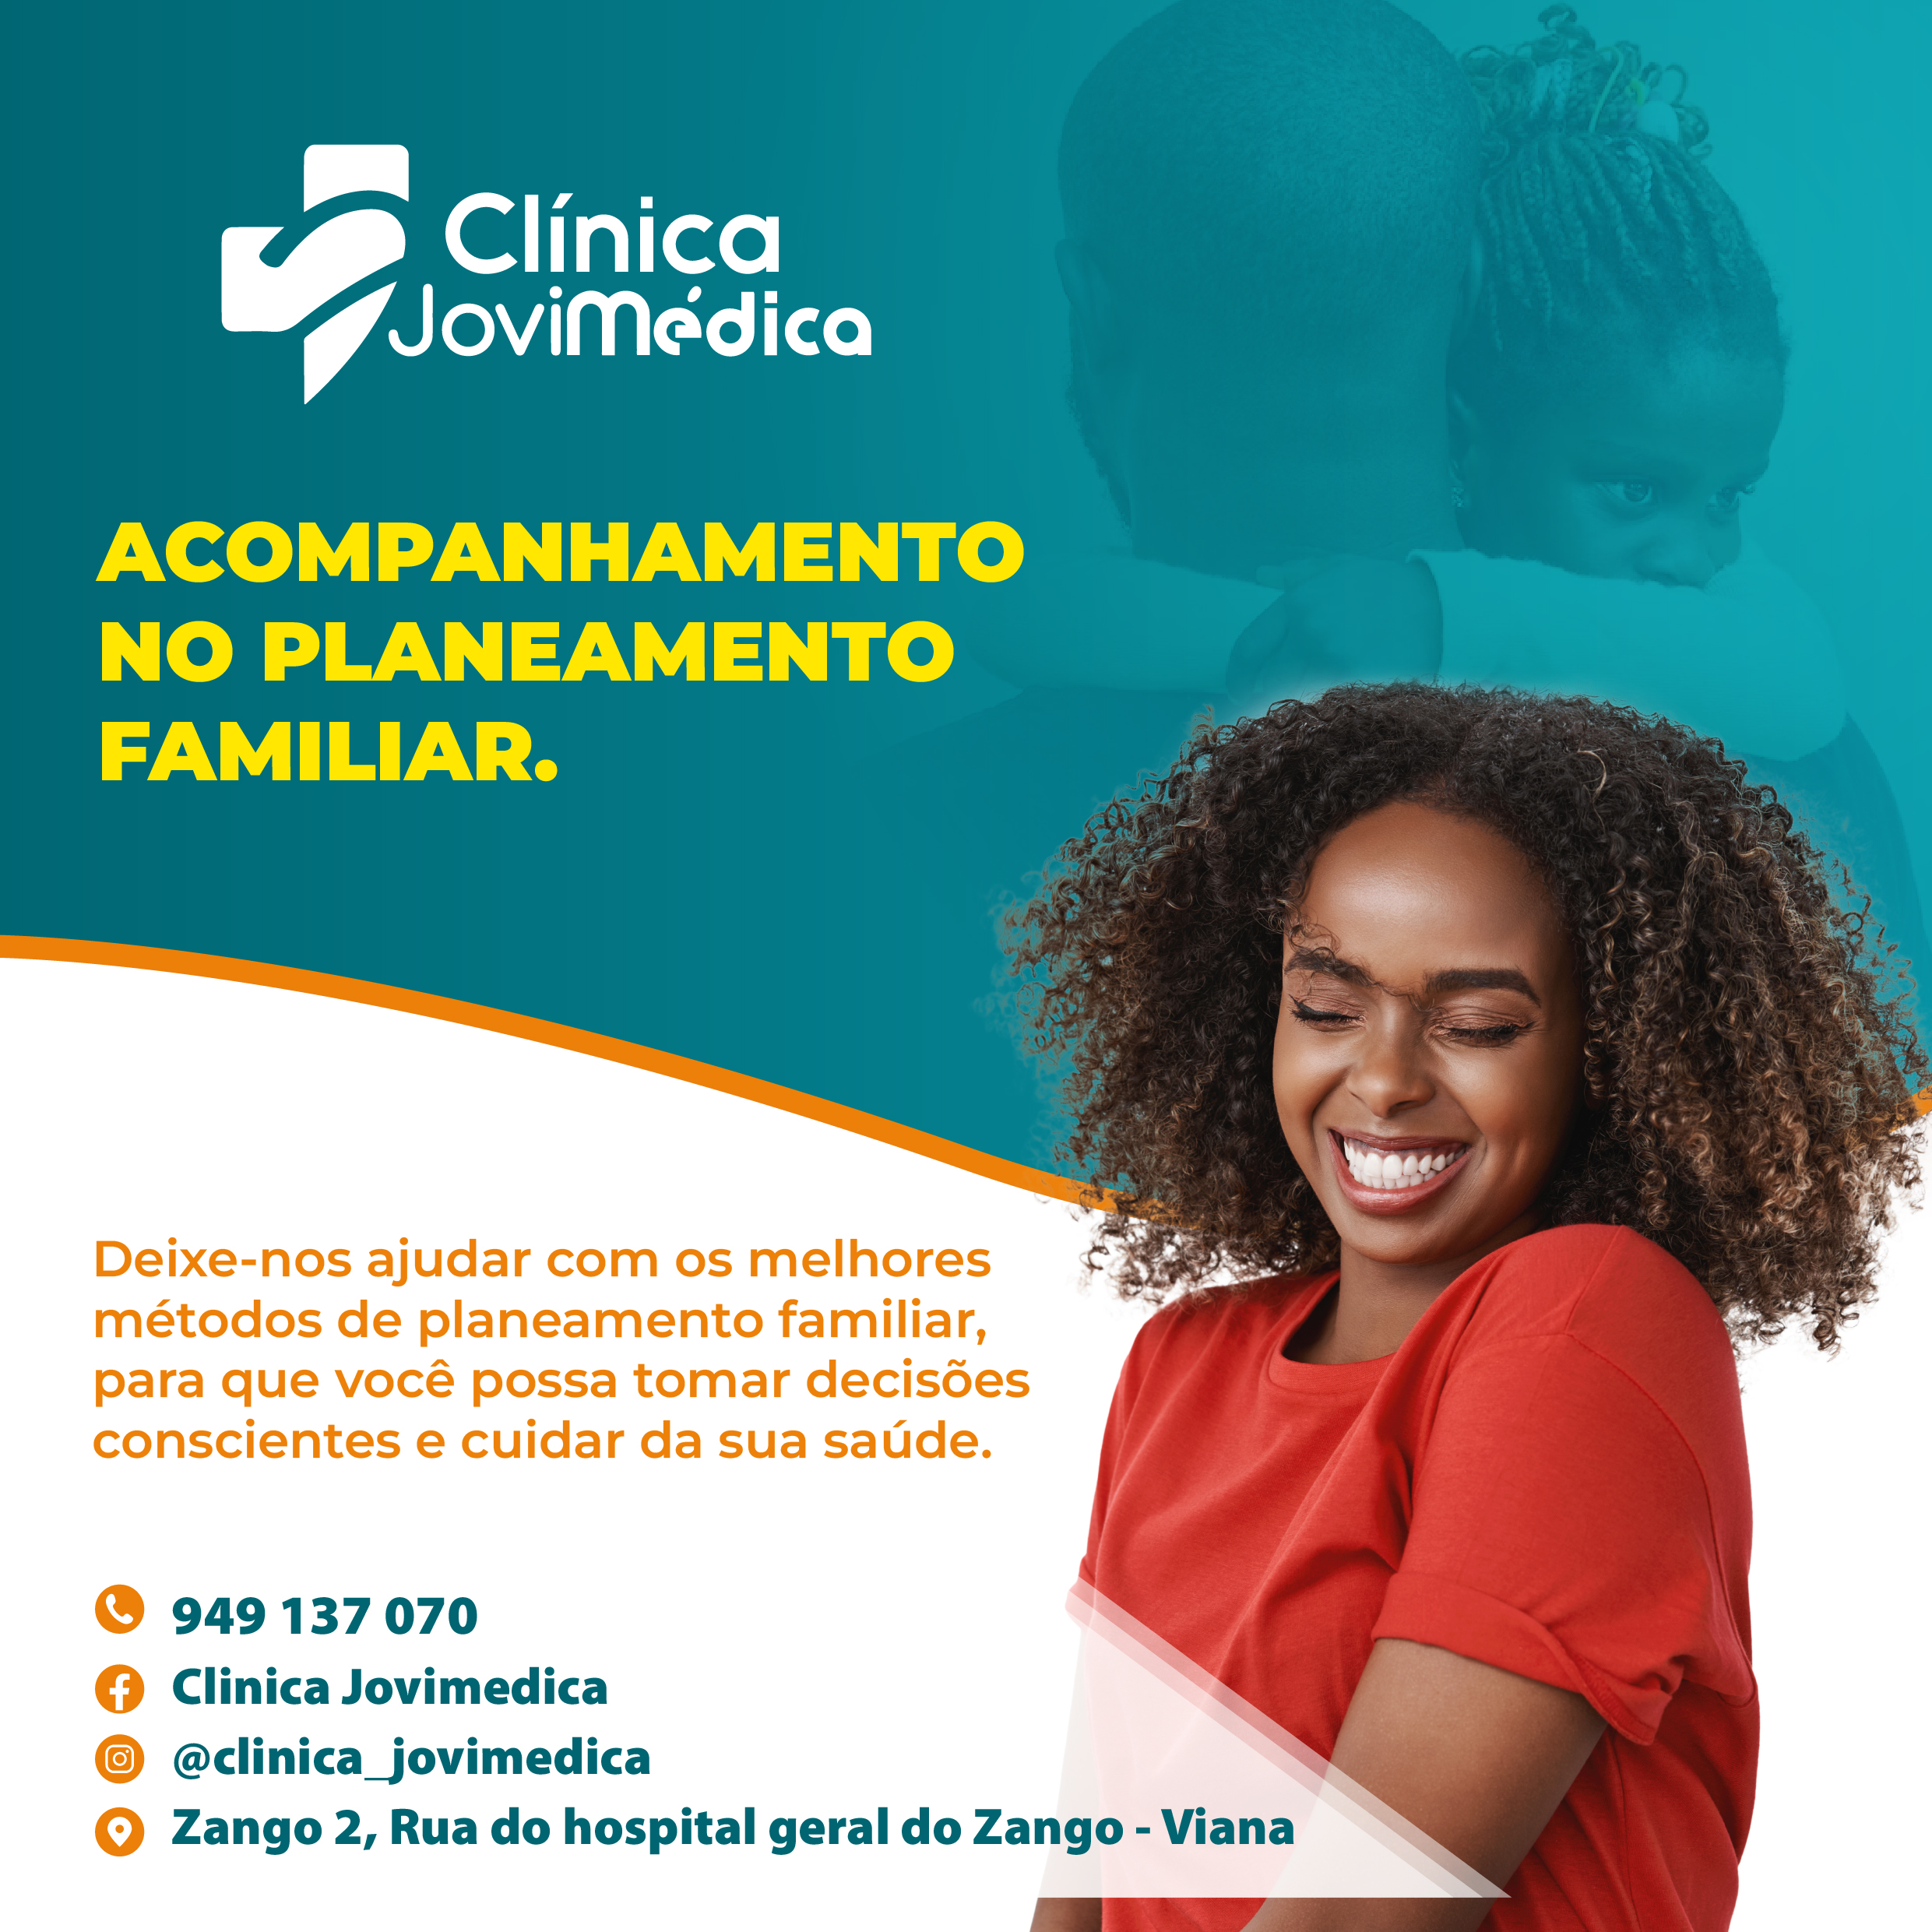 Clínica
JoviMédica
ACOMPANHAMENTO
NO PLANEAMENTO
FAMILIAR.
Deixe-nos ajudar com os melhores
métodos de planeamento familiar,
para que você possa tomar decisões
conscientes e cuidar da sua saúde.
949 137 070
Clinica Jovimedica
@clinica_jovimedica
Zango 2, Rua do hospital geral do Zango - Viana